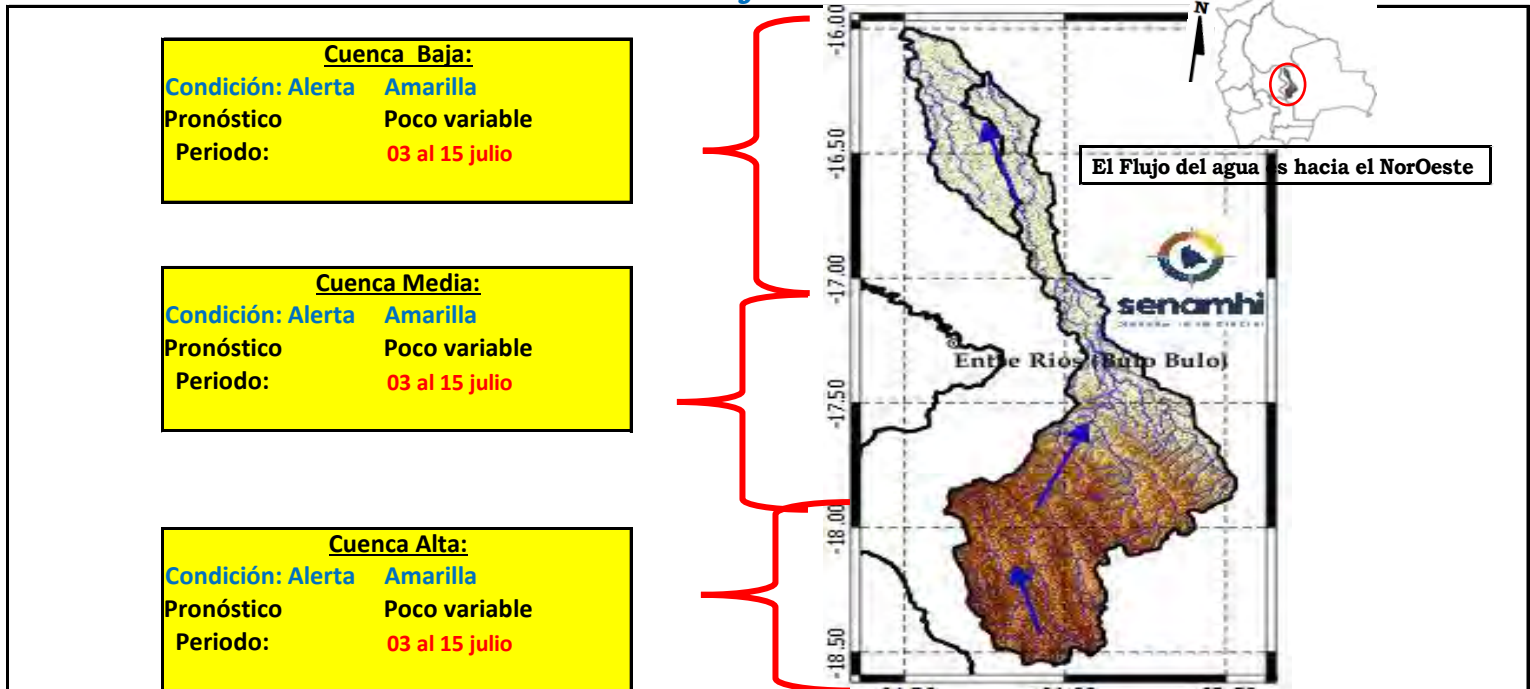 Cuenca Baja:
Condición: Alerta Amarilla
Pronóstico Poco variable
Periodo: 03 al 15 julio
Cuenca Media:
Condición: Alerta Amarilla
Pronóstico Poco variable
Periodo: 03 al 15 julio
Cuenca Alta:
Condición: Alerta Amarilla
Pronóstico Poco variable
Periodo: 03 al 15 julio
N
El Flujo del agua es hacia el NorOeste
senamhi
Entre Rios (Bulo Bulo)
-16.00
-16.50
-17.00
-17.50
-18.00
-18.50